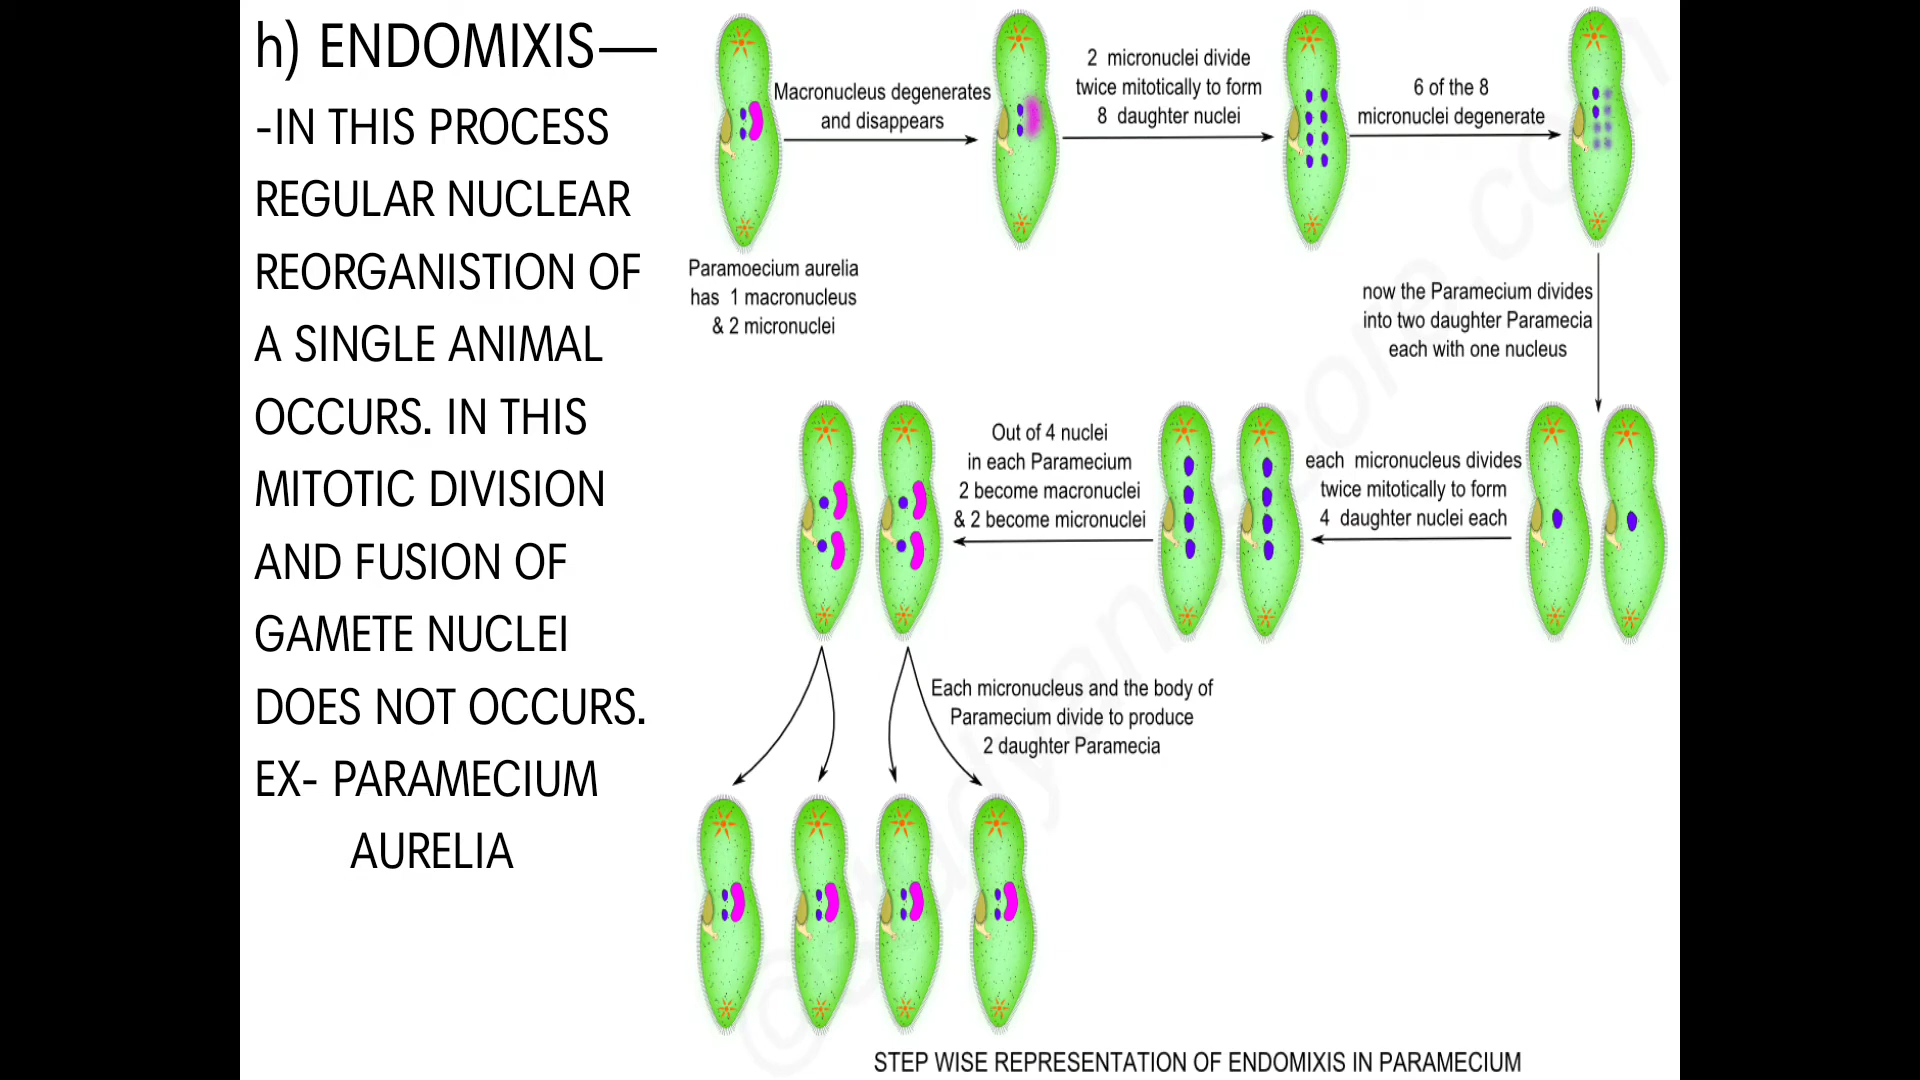 h) ENDOMIXIS—
-IN THIS PROCESS
REGULAR NUCLEAR
REORGANISTION OF
A SINGLE ANIMAL
OCCURS. IN THIS
MITOTIC DIVISION
AND FUSION OF
GAMETE NUCLEI
DOES NOT OCCURS.
EX- PARAMECIUM
AURELIA
Macronucleus degenerates
and disappears
2 micronuclei divide
twice mitotically to form
8 daughter nuclei
6 of the 8
micronuclei degenerate
Paramoecium aurelia
has 1 macronucleus
& 2 micronuclei
now the Paramecium divides
into two daughter Paramecia
each with one nucleus
each micronucleus divides
twice mitotically to form
4 daughter nuclei each
Out of 4 nuclei
in each Paramecium
2 become macronuclei
& 2 become micronuclei
Each micronucleus and the body of
Paramecium divide to produce
2 daughter Paramecia
STEP WISE REPRESENTATION OF ENDOMIXIS IN PARAMECIUM